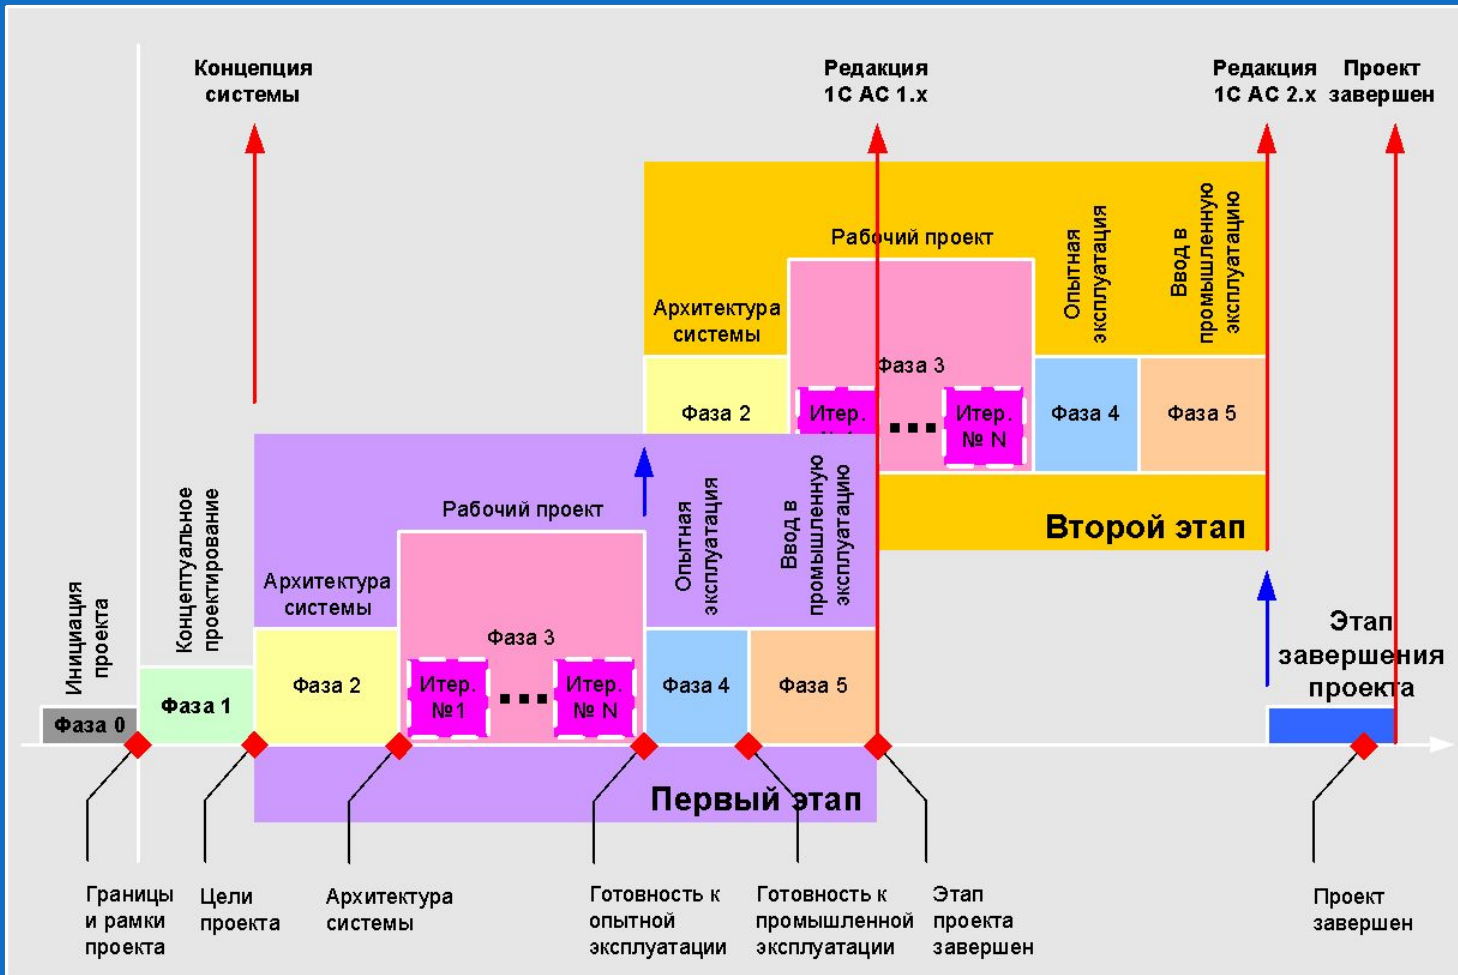 Концепция
системы
Редакция
1С АС 1.х
Редакция
1С АС 2.х
Проект
завершен
Рабочий проект
Опытная
эксплуатация
Ввод в
промышленную
эксплуатацию
Архитектура
системы
Фаза 3
Фаза 2
Итер.
Итер.
№ N
Фаза 4
Фаза 5
Второй этап
Рабочий проект
Опытная
эксплуатация
Ввод в
промышленную
эксплуатацию
Инициация
проекта
Концептуальное
проектирование
Архитектура
системы
Фаза 3
Фаза 0
Фаза 1
Фаза 2
Итер.
№1
Итер.
№ N
Фаза 4
Фаза 5
Этап
завершения
проекта
Первый этап
Границы
и рамки
проекта
Цели
проекта
Архитектура
системы
Готовность к
опытной
эксплуатации
Готовность к
промышленной
эксплуатации
Этап
проекта
завершен
Проект
завершен